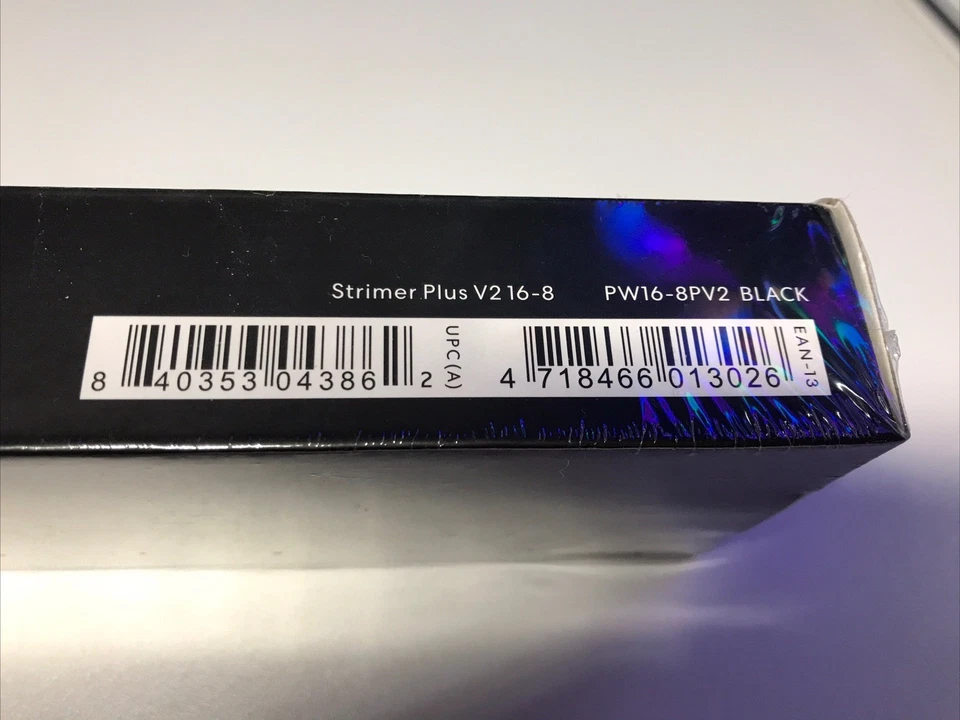 Strimer Plus V2 16-8 PW16-8PV2 BLACK
8 40353 04386 2 UPC(A) 4 718466 013026 EAN-13